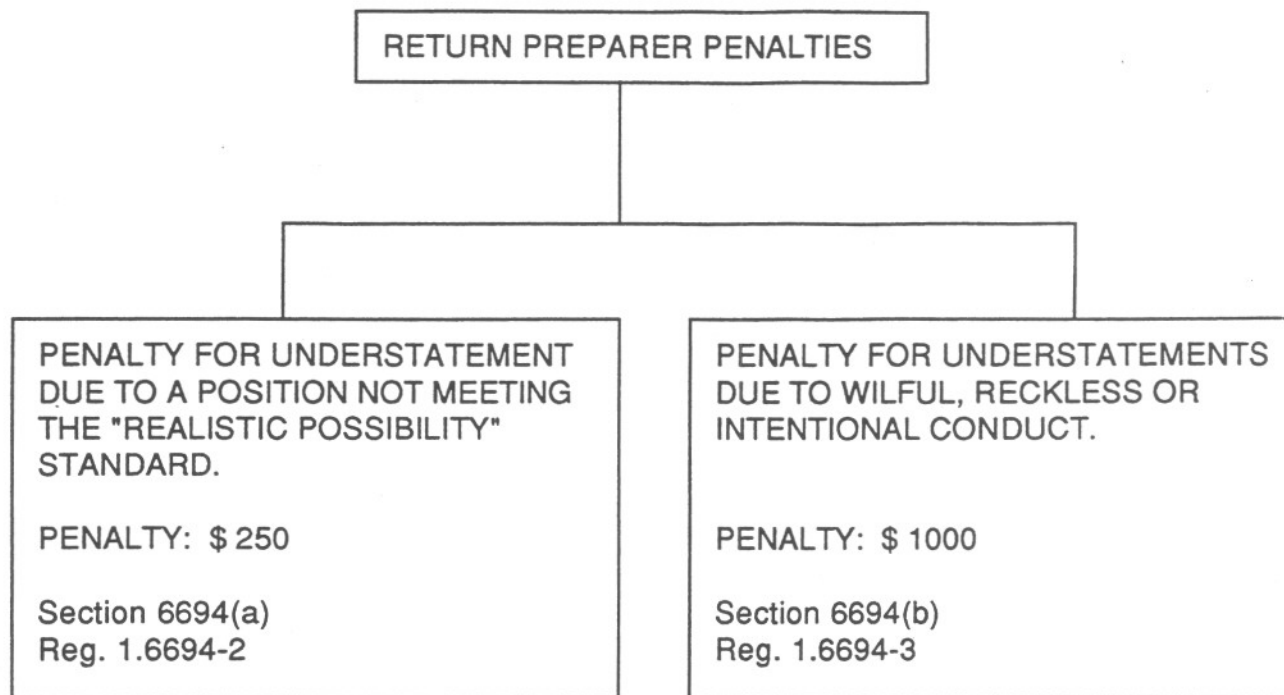 RETURN PREPARER PENALTIES
PENALTY FOR UNDERSTATEMENT
DUE TO A POSITION NOT MEETING
THE "REALISTIC POSSIBILITY"
STANDARD.
PENALTY: $ 250
Section 6694(a)
Reg. 1.6694-2
PENALTY FOR UNDERSTATEMENTS
DUE TO WILFUL, RECKLESS OR
INTENTIONAL CONDUCT.
PENALTY: $ 1000
Section 6694(b)
Reg. 1.6694-3